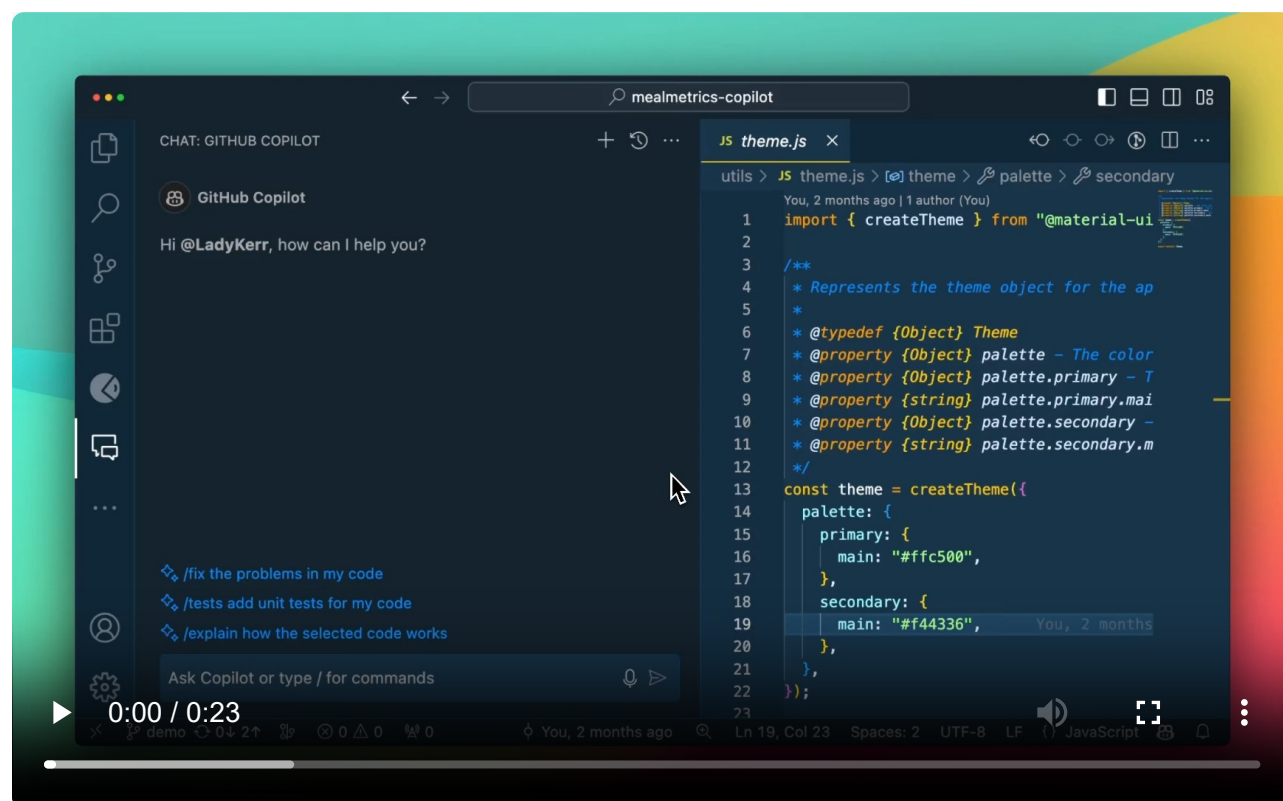 mealmetrics-copilot
CHAT: GITHUB COPILOT
GitHub Copilot
Hi @LadyKerr, how can I help you?
/fix the problems in my code
/tests add unit tests for my code
/explain how the selected code works
Ask Copilot or type / for commands
JS theme.js
utils > JS theme.js > theme > palette > secondary
You, 2 months ago | 1 author (You)
1 import { createTheme } from "@material-ui
2
3 /**
4 * Represents the theme object for the ap
5 *
6 * @typedef {Object} Theme
7 * @property {Object} palette – The color
8 * @property {Object} palette.primary – T
9 * @property {string} palette.primary.mai
10 * @property {Object} palette.secondary –
11 * @property {string} palette.secondary.m
12 */
13 const theme = createTheme({
14 palette: {
15 primary: {
16 main: "#ffc500",
17 },
18 secondary: {
19 main: "#f44336", You, 2 months
20 },
21 },
22 });
23
0:00 / 0:23
demo 0↓ 2↑ 0 0 0 You, 2 months ago Ln 19, Col 23 Spaces: 2 UTF-8 LF {} JavaScript